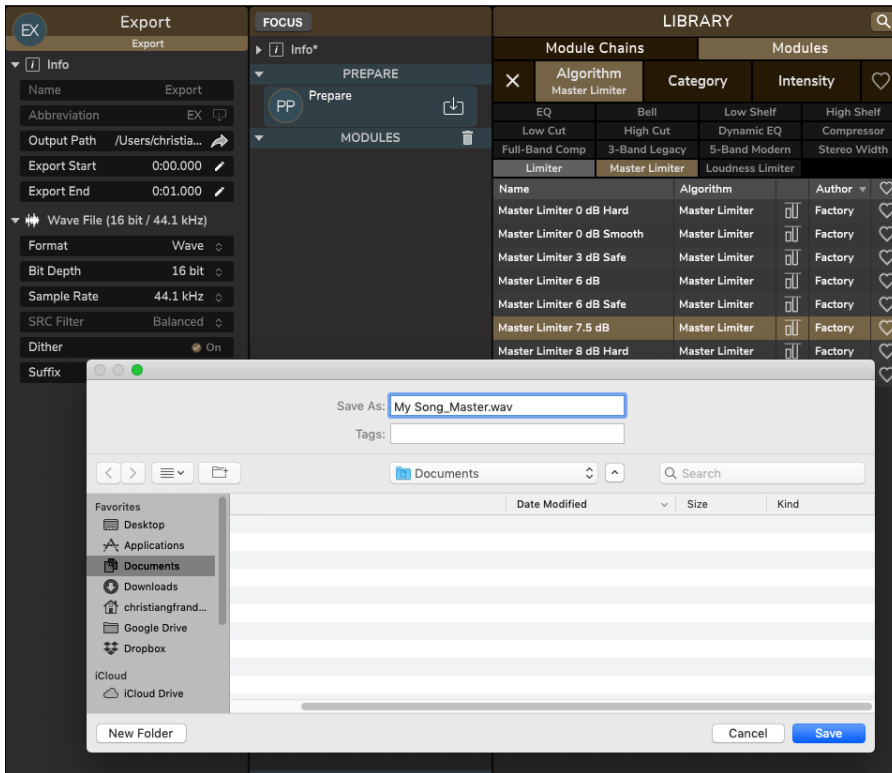 EX
Export
Export
i Info
Name Export
Abbreviation EX
Output Path /Users/christia...
Export Start 0:00.000
Export End 0:01.000
Wave File (16 bit / 44.1 kHz)
Format Wave
Bit Depth 16 bit
Sample Rate 44.1 kHz
SRC Filter Balanced
Dither On
Suffix
FOCUS
i Info*
PREPARE
PP Prepare
MODULES
LIBRARY
Module Chains Modules
Algorithm Category Intensity
Master Limiter
EQ Bell Low Shelf High Shelf
Low Cut High Cut Dynamic EQ Compressor
Full-Band Comp 3-Band Legacy 5-Band Modern Stereo Width
Limiter Master Limiter Loudness Limiter
Name Algorithm Author
Master Limiter 0 dB Hard Master Limiter Factory
Master Limiter 0 dB Smooth Master Limiter Factory
Master Limiter 3 dB Safe Master Limiter Factory
Master Limiter 6 dB Master Limiter Factory
Master Limiter 6 dB Safe Master Limiter Factory
Master Limiter 7.5 dB Master Limiter Factory
Master Limiter 8 dB Hard Master Limiter Factory
Save As: My Song_Master.wav
Tags:
Documents
Search
Favorites
Desktop
Applications
Documents
Downloads
christiangfrand...
Google Drive
Dropbox
iCloud
iCloud Drive
Date Modified Size Kind
New Folder Cancel Save